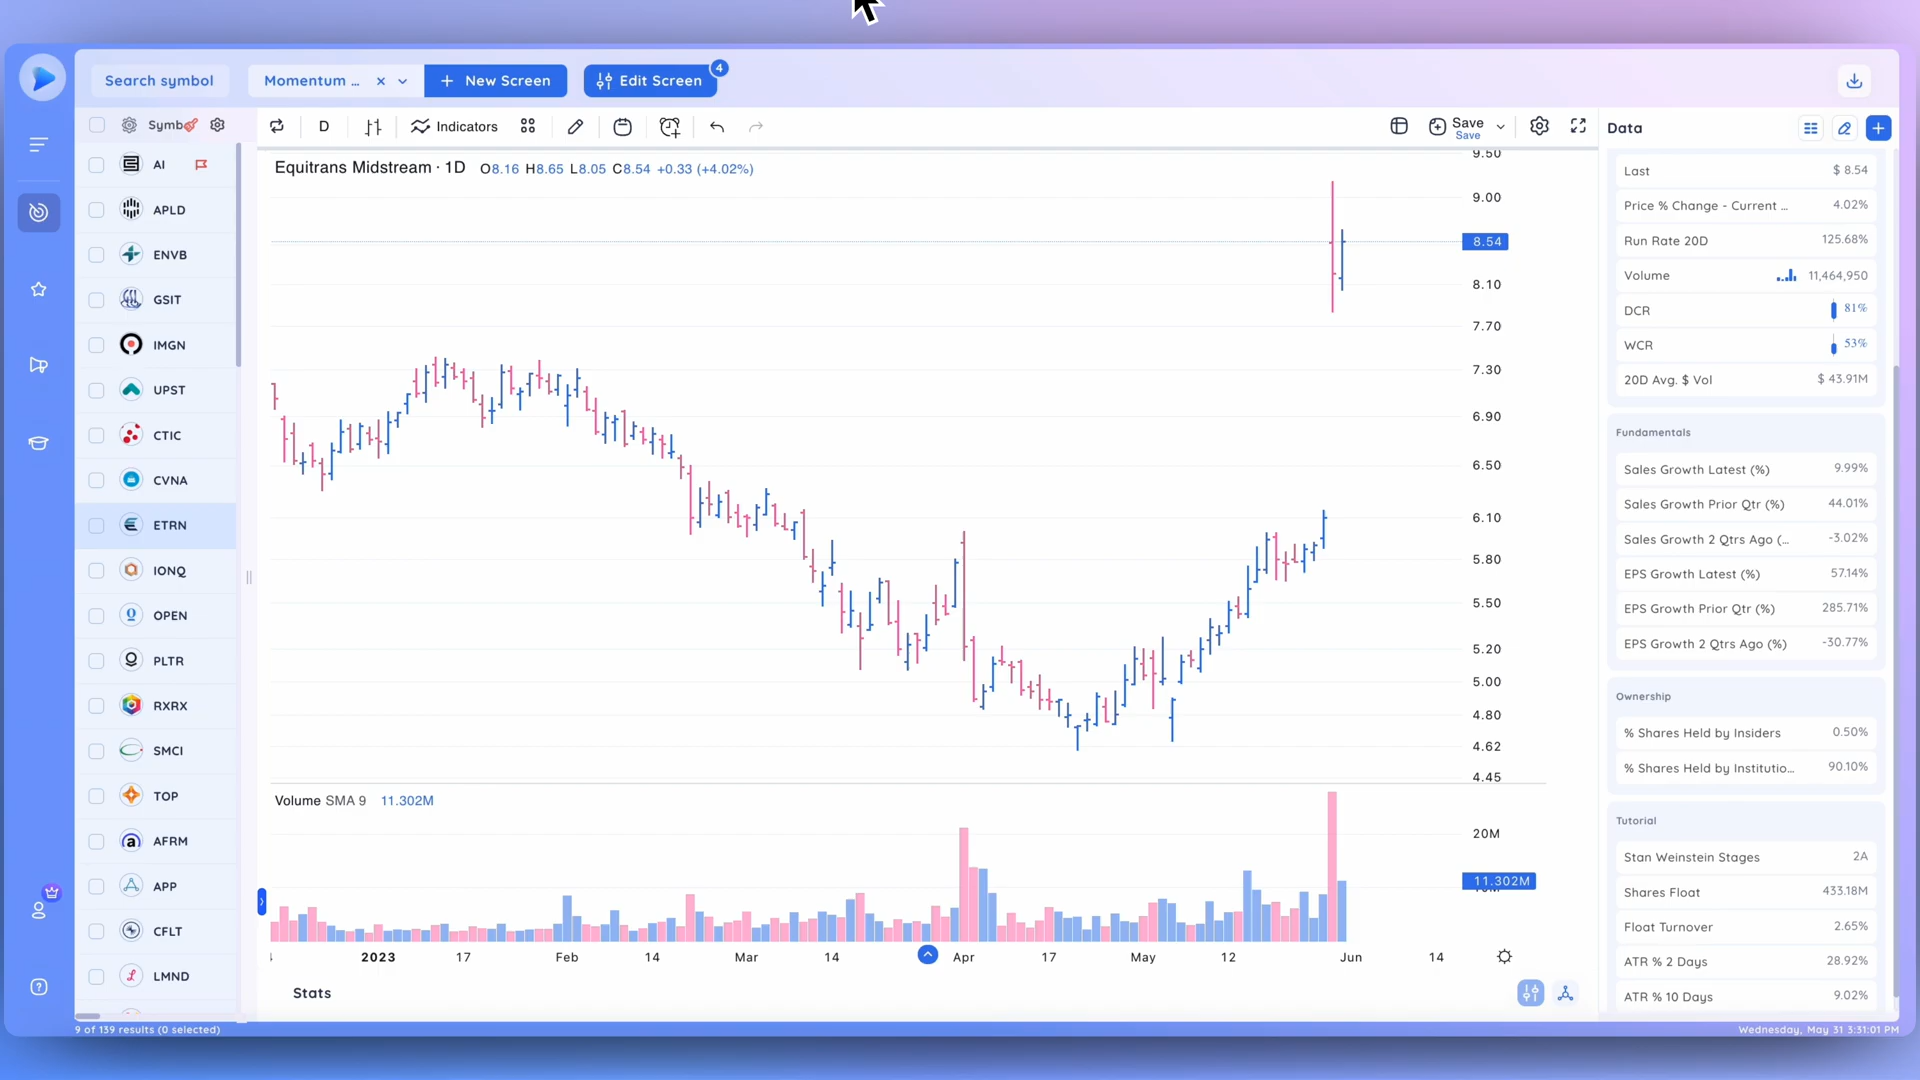 Search symbol
Momentum ...
New Screen
Edit Screen
4
Symb
D
Indicators
Save
Save
Data
AI
APLD
ENVB
GSIT
IMGN
UPST
CTIC
CVNA
ETRN
IONQ
OPEN
PLTR
RXRX
SMCI
TOP
AFRM
APP
CFLT
LMND
Equitrans Midstream · 1D O8.16 H8.65 L8.05 C8.54 +0.33 (+4.02%)
9.50
9.00
8.54
8.10
7.70
7.30
6.90
6.50
6.10
5.80
5.50
5.20
5.00
4.80
4.62
4.45
Volume SMA 9 11.302M
20M
11.302M
2023 17 Feb 14 Mar 14 Apr 17 May 12 Jun 14
Stats
Last $ 8.54
Price % Change - Current ... 4.02%
Run Rate 20D 125.68%
Volume 11,464,950
DCR 81%
WCR 53%
20D Avg. $ Vol $ 43.91M
Fundamentals
Sales Growth Latest (%) 9.99%
Sales Growth Prior Qtr (%) 44.01%
Sales Growth 2 Qtrs Ago (... -3.02%
EPS Growth Latest (%) 57.14%
EPS Growth Prior Qtr (%) 285.71%
EPS Growth 2 Qtrs Ago (%) -30.77%
Ownership
% Shares Held by Insiders 0.50%
% Shares Held by Institutio... 90.10%
Tutorial
Stan Weinstein Stages 2A
Shares Float 433.18M
Float Turnover 2.65%
ATR % 2 Days 28.92%
ATR % 10 Days 9.02%
9 of 139 results (0 selected)
Wednesday, May 31 3:31:01 PM